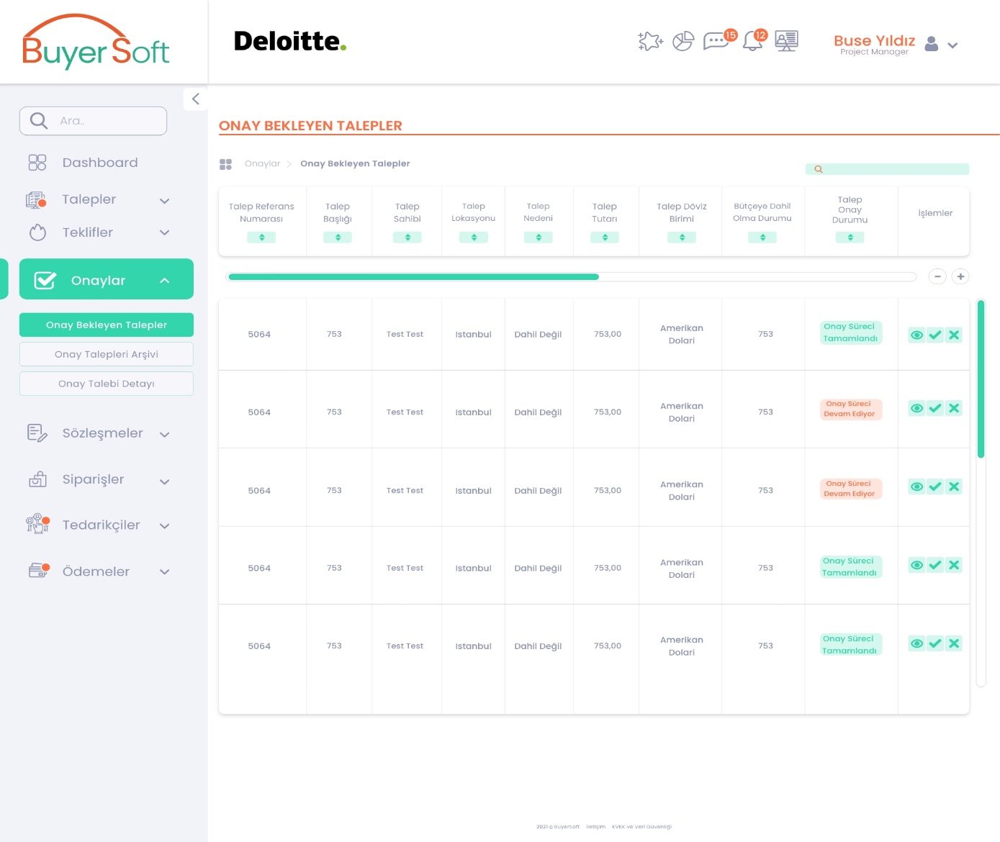 Buyer Soft
Deloitte.
15
12
Buse Yıldız
Project Manager
Ara..
Dashboard
Talepler
Teklifler
Onaylar
Onay Bekleyen Talepler
Onay Talepleri Arşivi
Onay Talebi Detayı
Sözleşmeler
Siparişler
Tedarikçiler
Ödemeler
ONAY BEKLEYEN TALEPLER
Onaylar > Onay Bekleyen Talepler
Talep Referans
Numarası
Talep
Başlığı
Talep
Sahibi
Talep
Lokasyonu
Talep
Nedeni
Talep
Tutarı
Talep Döviz
Birimi
Bütçeye Dahil
Olma Durumu
Talep
Onay
Durumu
İşlemler
5064
753
Test Test
Istanbul
Dahil Değil
753,00
Amerikan
Dolari
753
Onay Süreci
Tamamlandı
5064
753
Test Test
Istanbul
Dahil Değil
753,00
Amerikan
Dolari
753
Onay Süreci
Devam Ediyor
5064
753
Test Test
Istanbul
Dahil Değil
753,00
Amerikan
Dolari
753
Onay Süreci
Devam Ediyor
5064
753
Test Test
Istanbul
Dahil Değil
753,00
Amerikan
Dolari
753
Onay Süreci
Tamamlandı
5064
753
Test Test
Istanbul
Dahil Değil
753,00
Amerikan
Dolari
753
Onay Süreci
Tamamlandı
2021 © BuyerSoft İletişim KVKK ve Veri Güvenliği